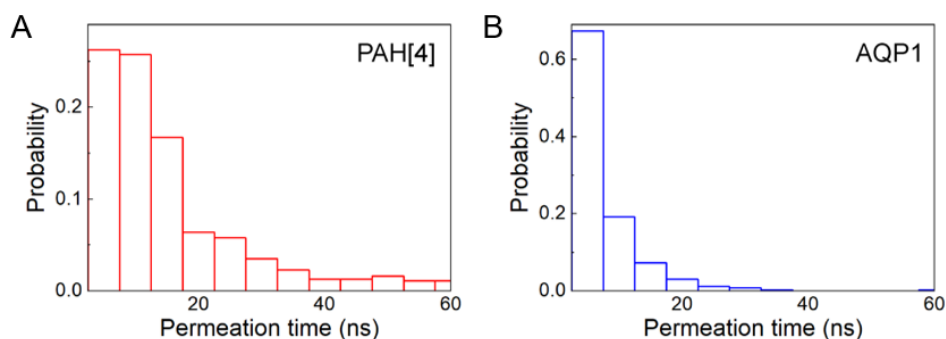 A
PAH[4]
Probability
0.2
0.1
0.0
20
40
60
Permeation time (ns)
B
AQP1
Probability
0.6
0.4
0.2
0.0
20
40
60
Permeation time (ns)